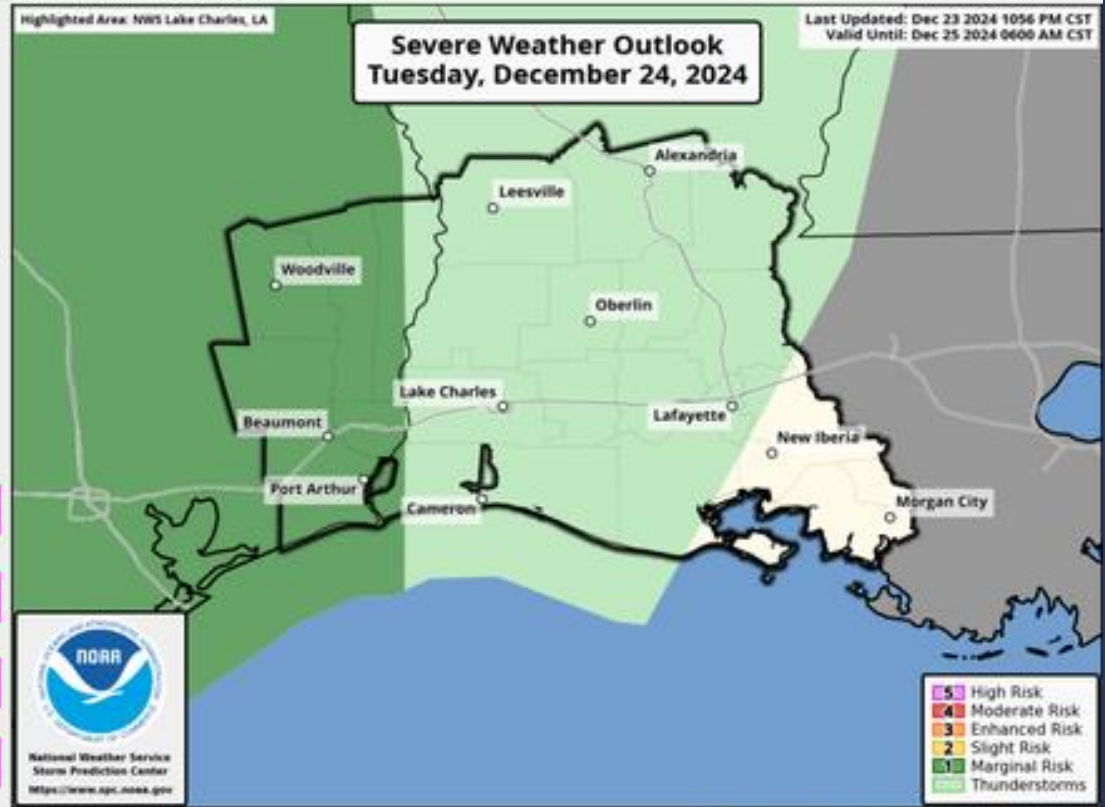 Highlighted Area: NWS Lake Charles, LA
Last Updated: Dec 23 2024 1056 PM CST
Valid Until: Dec 25 2024 0600 AM CST
Severe Weather Outlook
Tuesday, December 24, 2024
Alexandria
Leesville
Woodville
Oberlin
Lake Charles
Beaumont
Lafayette
New Iberia
Port Arthur
Cameron
Morgan City
NOAA
National Weather Service
Storm Prediction Center
https://www.spc.noaa.gov
5 High Risk
4 Moderate Risk
3 Enhanced Risk
2 Slight Risk
1 Marginal Risk
Thunderstorms